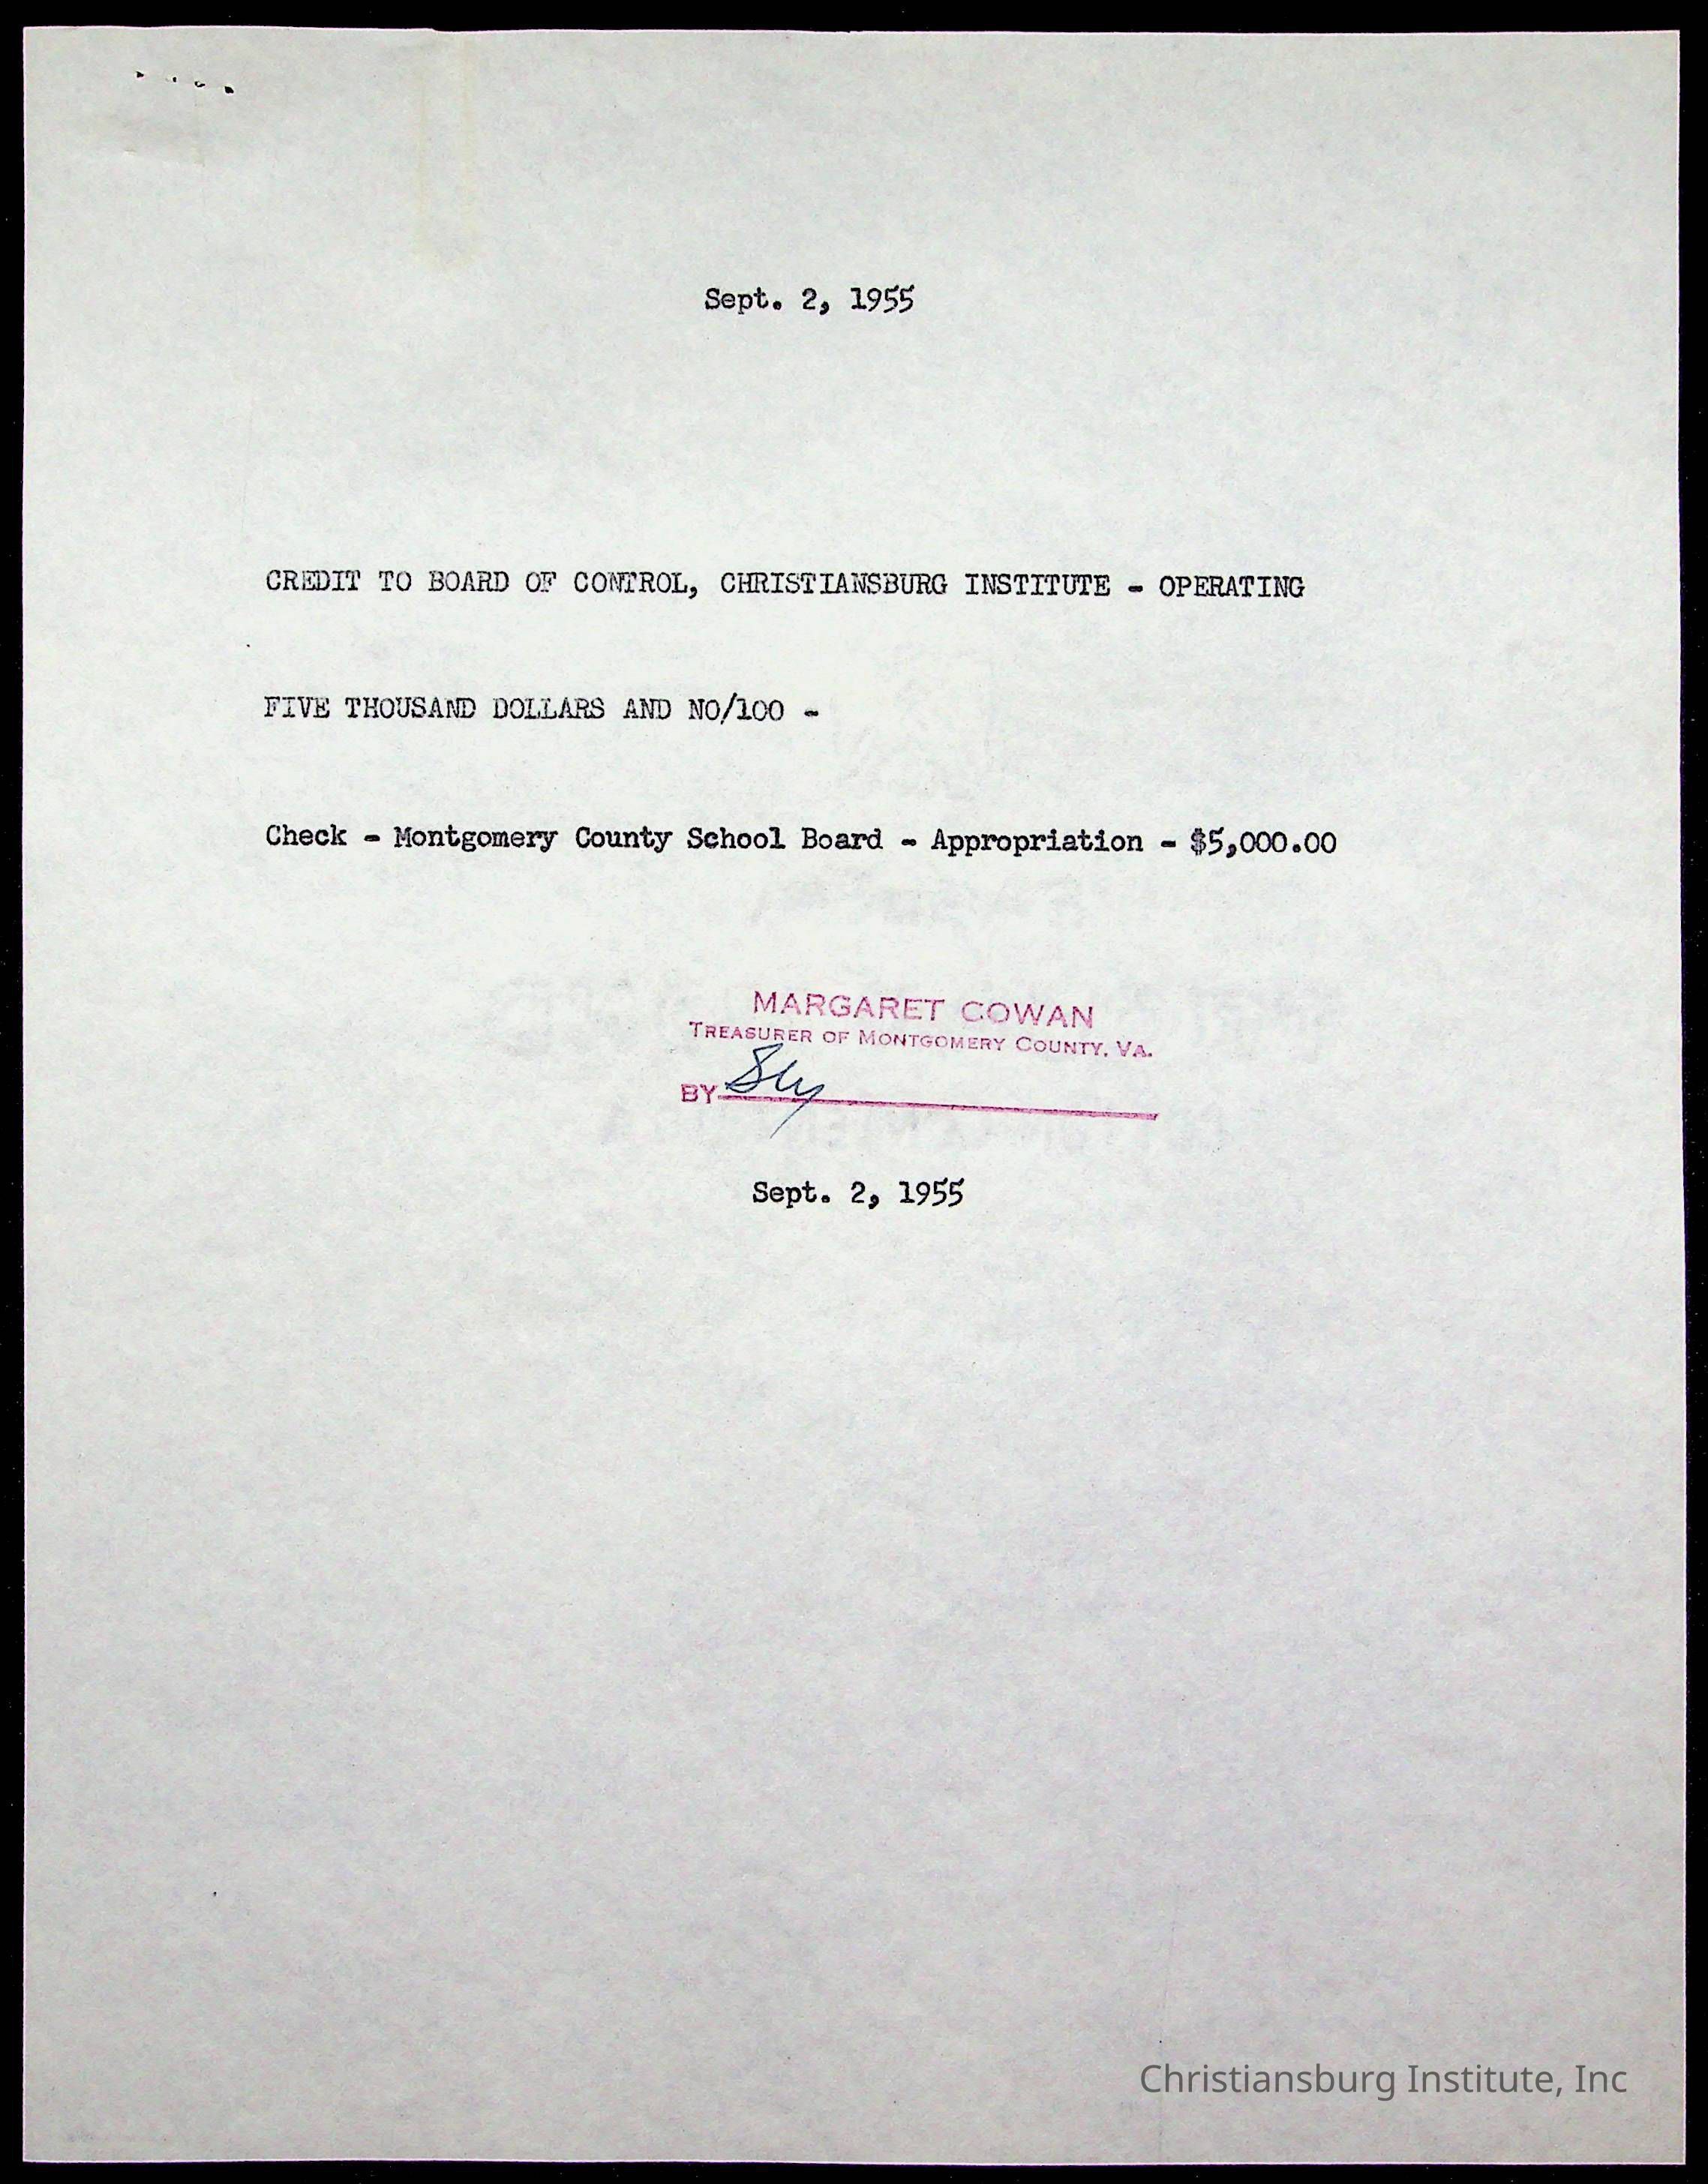 Sept. 2, 1955
CREDIT TO BOARD OF CONTROL, CHRISTIANSBURG INSTITUTE - OPERATING
FIVE THOUSAND DOLLARS AND NO/100 -
Check - Montgomery County School Board - Appropriation - $5,000.00
MARGARET COWAN
TREASURER OF MONTGOMERY COUNTY, VA.
BY
Sept. 2, 1955
Christiansburg Institute, Inc